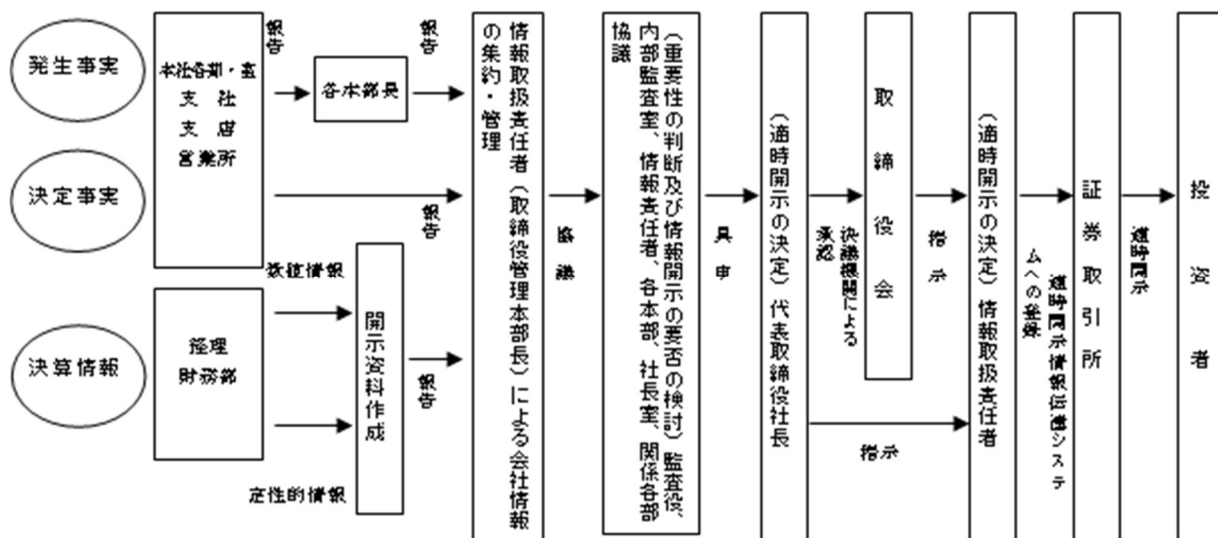 発生事実
決定事実
決算情報
本社各部・室
支社
支店
営業所
報告
各本部長
報告
報告
経理
財務部
数値情報
定性的情報
開示資料作成
報告
情報取扱責任者（取締役管理本部長）による会社情報
の集約・管理
協議
（重要性の判断及び情報開示の要否の検討）監査役、
内部監査室、情報責任者、各本部、社長室、関係各部
協議
具申
（適時開示の決定）代表取締役社長
決議機関による
承認
取締役会
指示
指示
（適時開示の決定）情報取扱責任者
適時開示情報伝達システ
ムへの登録
証券取引所
適時開示
投資者